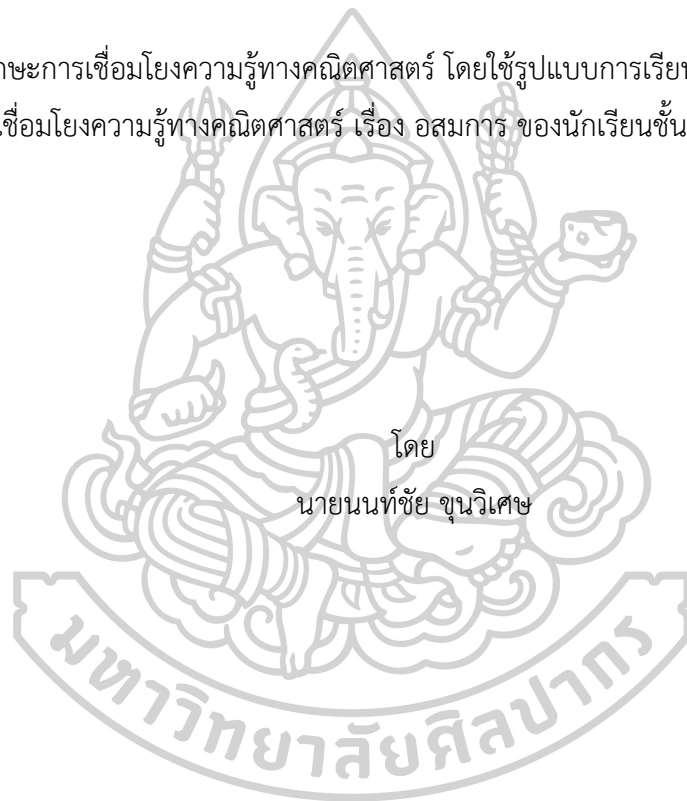 กษะการเชื่อมโยงความรู้ทางคณิตศาสตร์ โดยใช้รูปแบบการเรียน
เชื่อมโยงความรู้ทางคณิตศาสตร์ เรื่อง อสมการ ของนักเรียนชั้น
โดย
นายนนท์ชัย ขุนวิเศษ
มหาวิทยาลัยศิลปากร